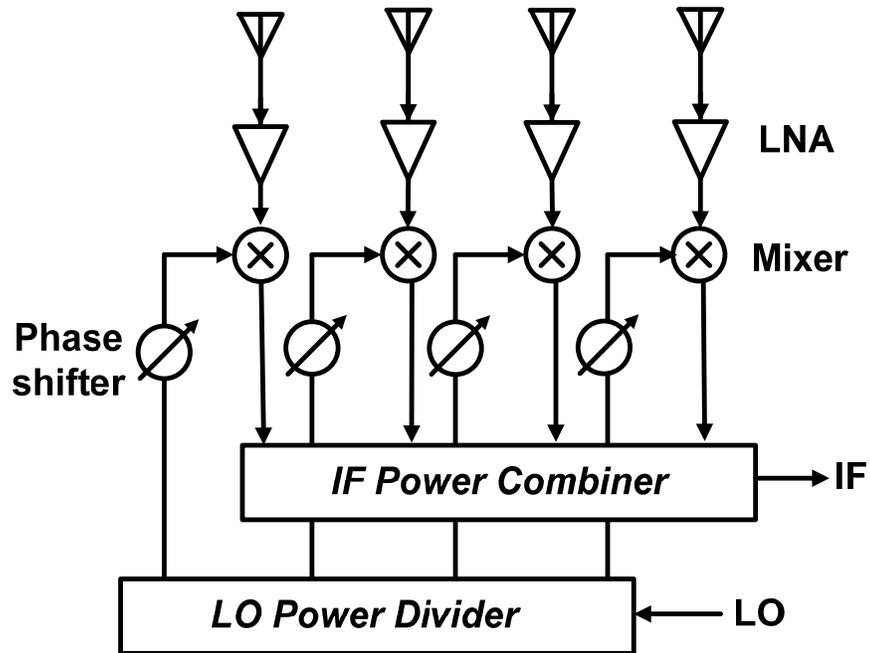 LNA
Mixer
Phase
shifter
IF Power Combiner
IF
LO Power Divider
LO